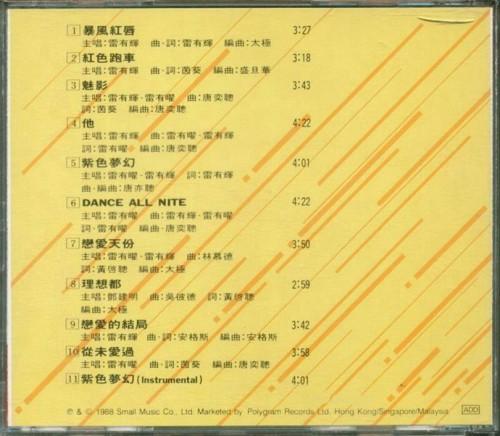 1 暴風紅唇 3:27
主唱:雷有輝 曲·詞:雷有輝 編曲:太極
2 紅色跑車 3:18
主唱:雷有輝 曲·詞:茵葵 編曲:盛旦華
3 魅影 3:43
主唱:雷有輝·雷有曜 曲:唐奕聰
詞:茵葵 編曲:唐奕聰
4 他 4:22
主唱:雷有輝 曲:雷有曜·雷有輝
詞:雷有曜 編曲:唐奕聰
5 紫色夢幻 4:01
主唱:雷有曜·雷有輝 詞:雷有輝
曲·編曲:唐亦聰
6 DANCE ALL NITE 4:22
主唱:雷有曜 曲:雷有輝·雷有曜
詞:雷有曜 編曲:唐奕聰
7 戀愛天份 3:50
主唱:雷有曜·雷有輝 曲:林慕德
詞:黃啓聰 編曲:太極
8 理想都 2:59
主唱:鄧建明 曲:吳彼德 詞:黃啓聰
編曲:太極
9 戀愛的結局 3:42
主唱:雷有輝 曲·詞:安格斯 編曲:安格斯
10 從未愛過 3:58
主唱:雷有曜 曲·詞:茵葵 編曲:唐奕聰
11 紫色夢幻(Instrumental) 4:01
℗ & © 1988 Small Music Co., Ltd. Marketed by Polygram Records Ltd. Hong Kong/Singapore/Malaysia ADD